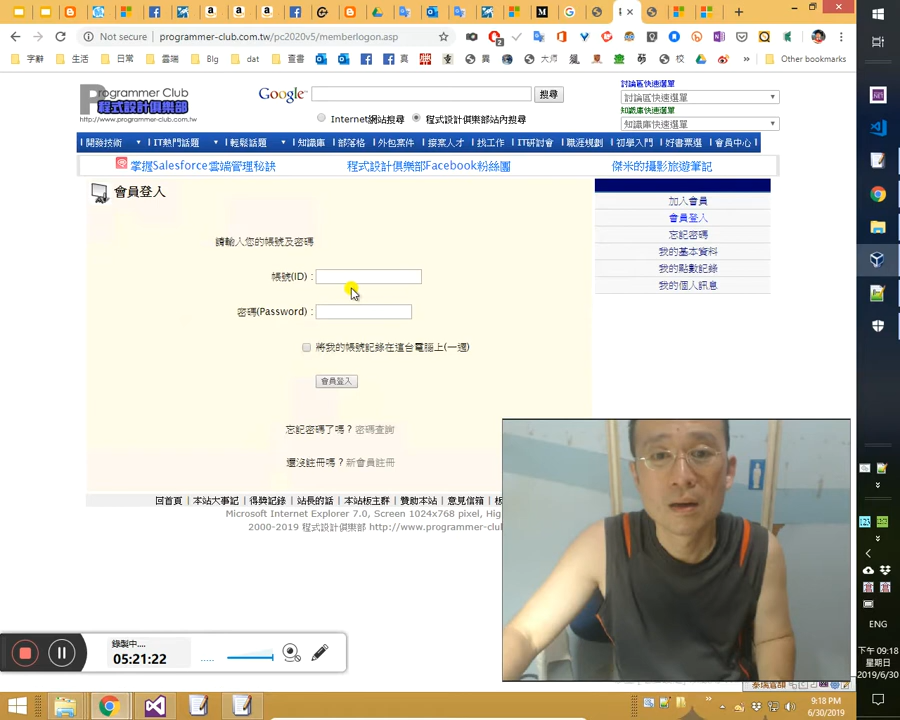 Not secure | programmer-club.com.tw/pc2020v5/memberlogon.asp
字辭 生活 日常 雲端 Blg dat 查書 真 異 大师 校 Other bookmarks
Programmer Club
程式設計俱樂部
http://www.programmer-club.com.tw/
Google 搜尋
Internet網站搜尋 程式設計俱樂部站內搜尋
討論區快速選單
討論區快速選單
知識庫快速選單
知識庫快速選單
開發技術 IT熱門話題 輕鬆話題 知識庫 部落格 外包案件 接案人才 找工作 IT研討會 職涯規劃 初學入門 好書票選 會員中心
掌握Salesforce雲端管理秘訣 程式設計俱樂部Facebook粉絲團 傑米的攝影旅遊筆記
會員登入
加入會員
會員登入
忘記密碼
我的基本資料
我的點數記錄
我的個人訊息
請輸入您的帳號及密碼
帳號(ID) :
密碼(Password) :
將我的帳號記錄在這台電腦上(一週)
會員登入
忘記密碼了嗎 ? 密碼查詢
還沒註冊嗎 ? 新會員註冊
回首頁 | 本站大事記 | 得獎記錄 | 站長的話 | 本站板主群 | 贊助本站 | 意見信箱 |
Microsoft Internet Explorer 7.0, Screen 1024x768 pixel, Hig
2000-2019 程式設計俱樂部 http://www.programmer-clu
錄製中....
05:21:22
ENG
下午 09:18
星期日
2019/6/30
9:18 PM
6/30/2019